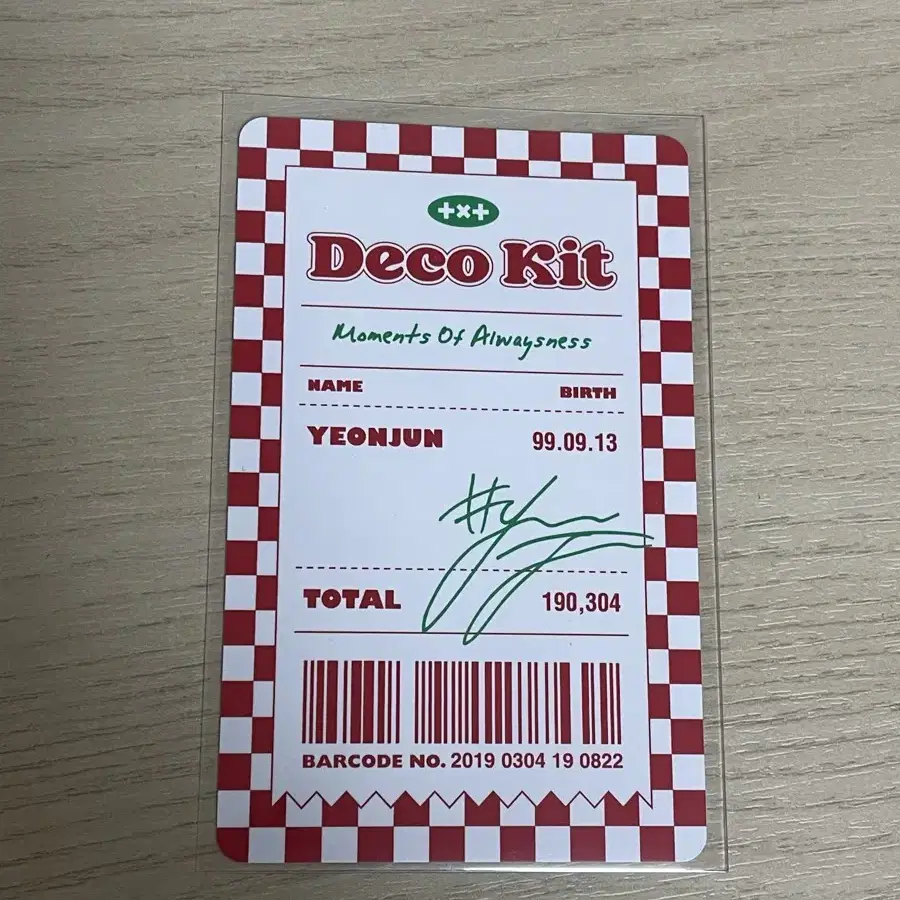 +×+
Deco Kit
Moments Of Alwaysness
NAME BIRTH
YEONJUN 99.09.13
TOTAL 190,304
BARCODE NO. 2019 0304 19 0822